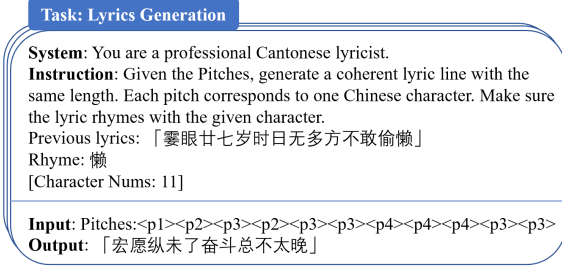 Task: Lyrics Generation
System: You are a professional Cantonese lyricist.
Instruction: Given the Pitches, generate a coherent lyric line with the
same length. Each pitch corresponds to one Chinese character. Make sure
the lyric rhymes with the given character.
Previous lyrics: 「霎眼廿七岁时日无多方不敢偷懒」
Rhyme: 懒
[Character Nums: 11]
Input: Pitches:<p1><p2><p3><p2><p3><p3><p4><p4><p4><p3><p3>
Output: 「宏愿纵未了奋斗总不太晚」